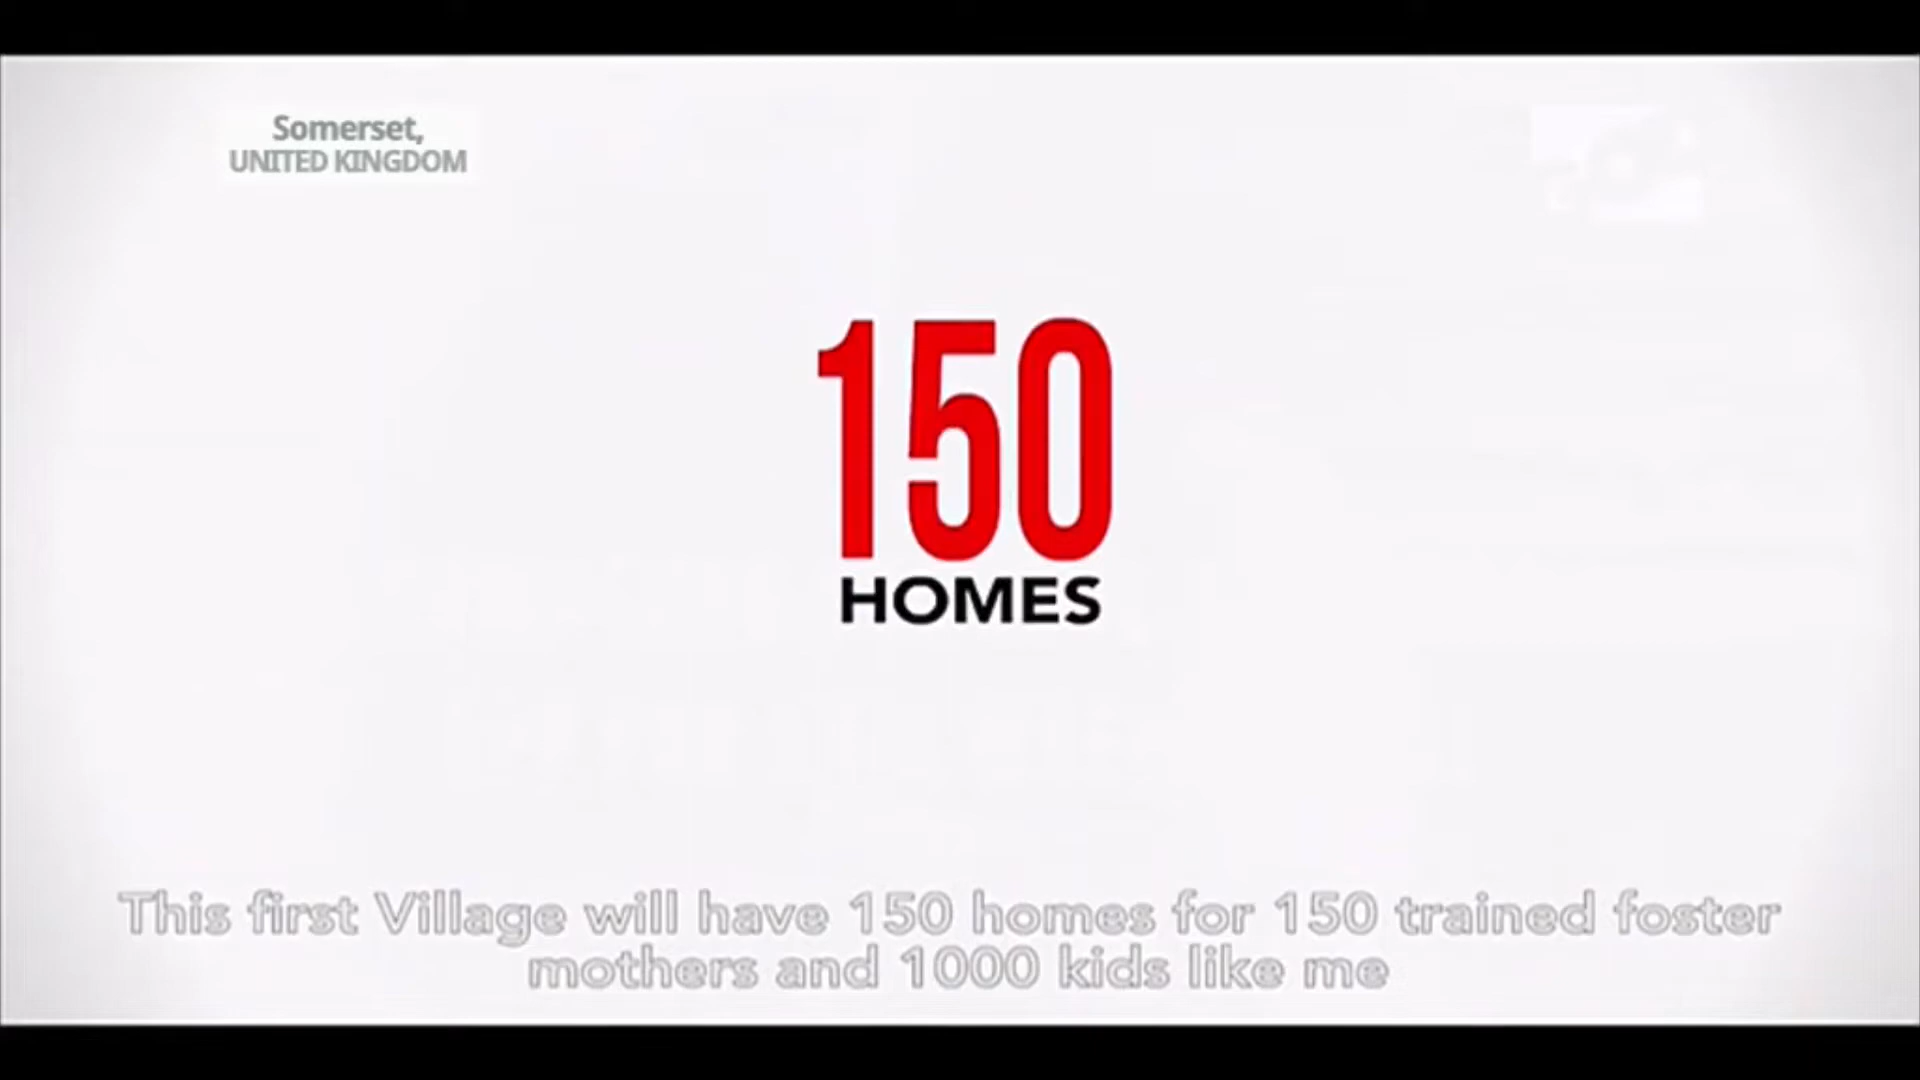 Somerset,
UNITED KINGDOM
150
HOMES
This first Village will have 150 homes for 150 trained foster
mothers and 1000 kids like me